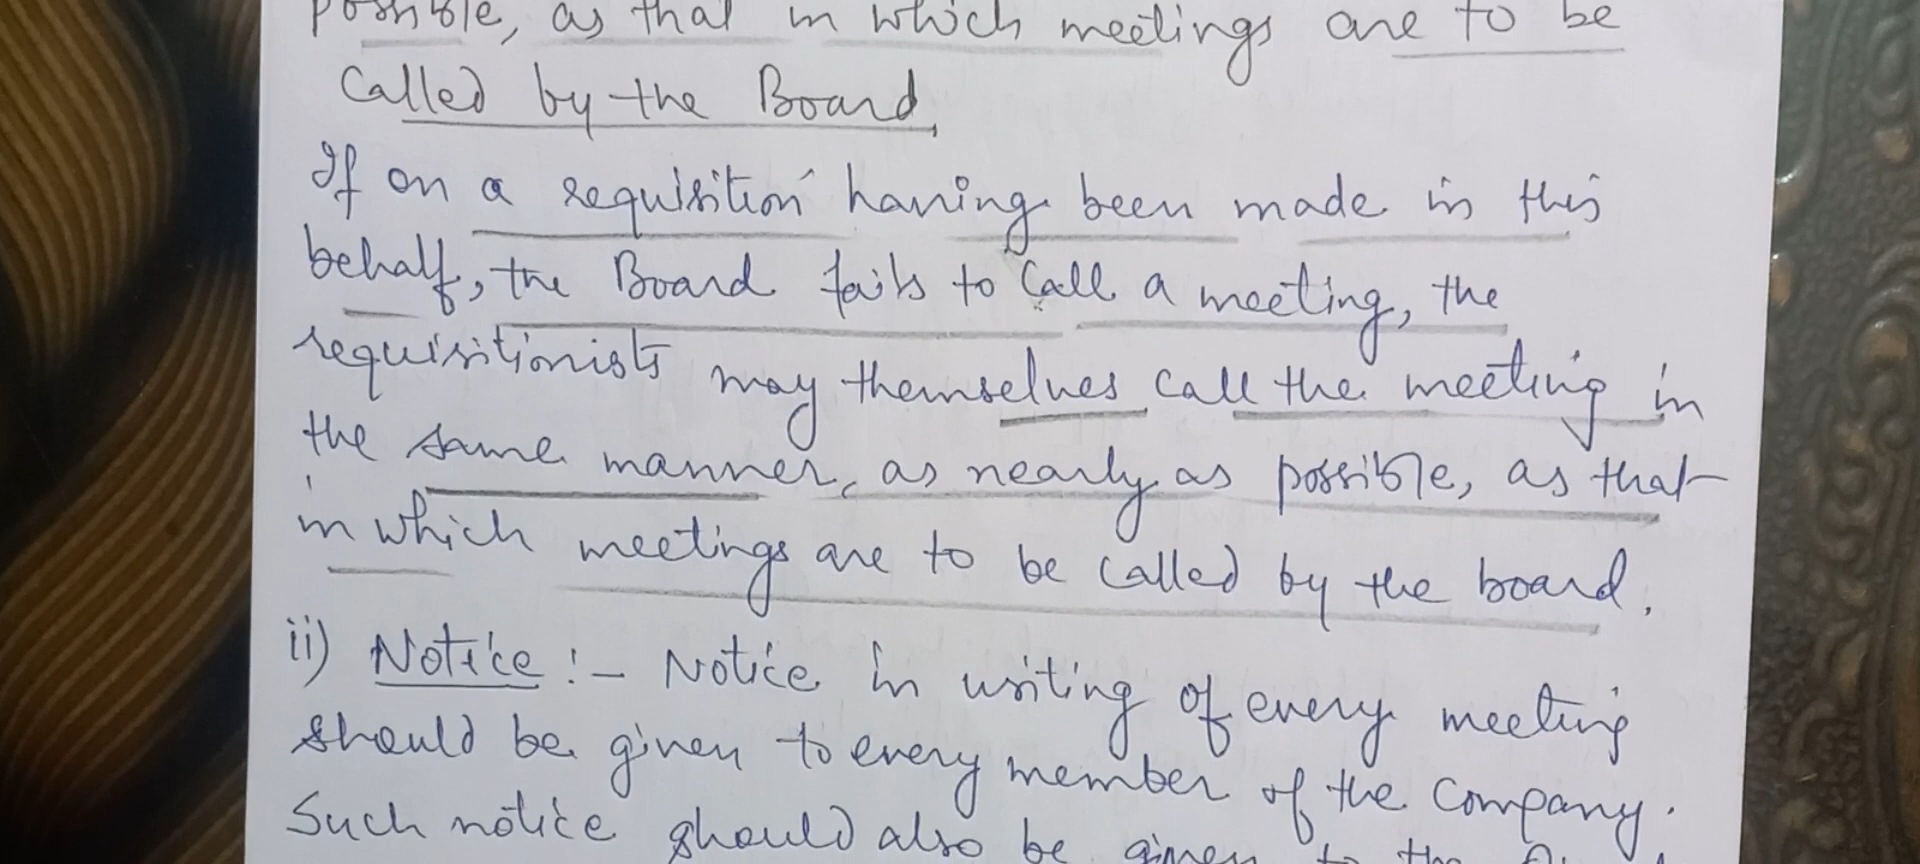 possible, as that in which meetings are to be
called by the Board,
If on a requisition having been made in this
behalf, the Board fails to call a meeting, the
requisitionists may themselves call the meeting in
the same manner, as nearly as possible, as that
in which meetings are to be called by the board.
ii) Notice :- Notice in writing of every meeting
should be given to every member of the Company.
Such notice should also be given to the